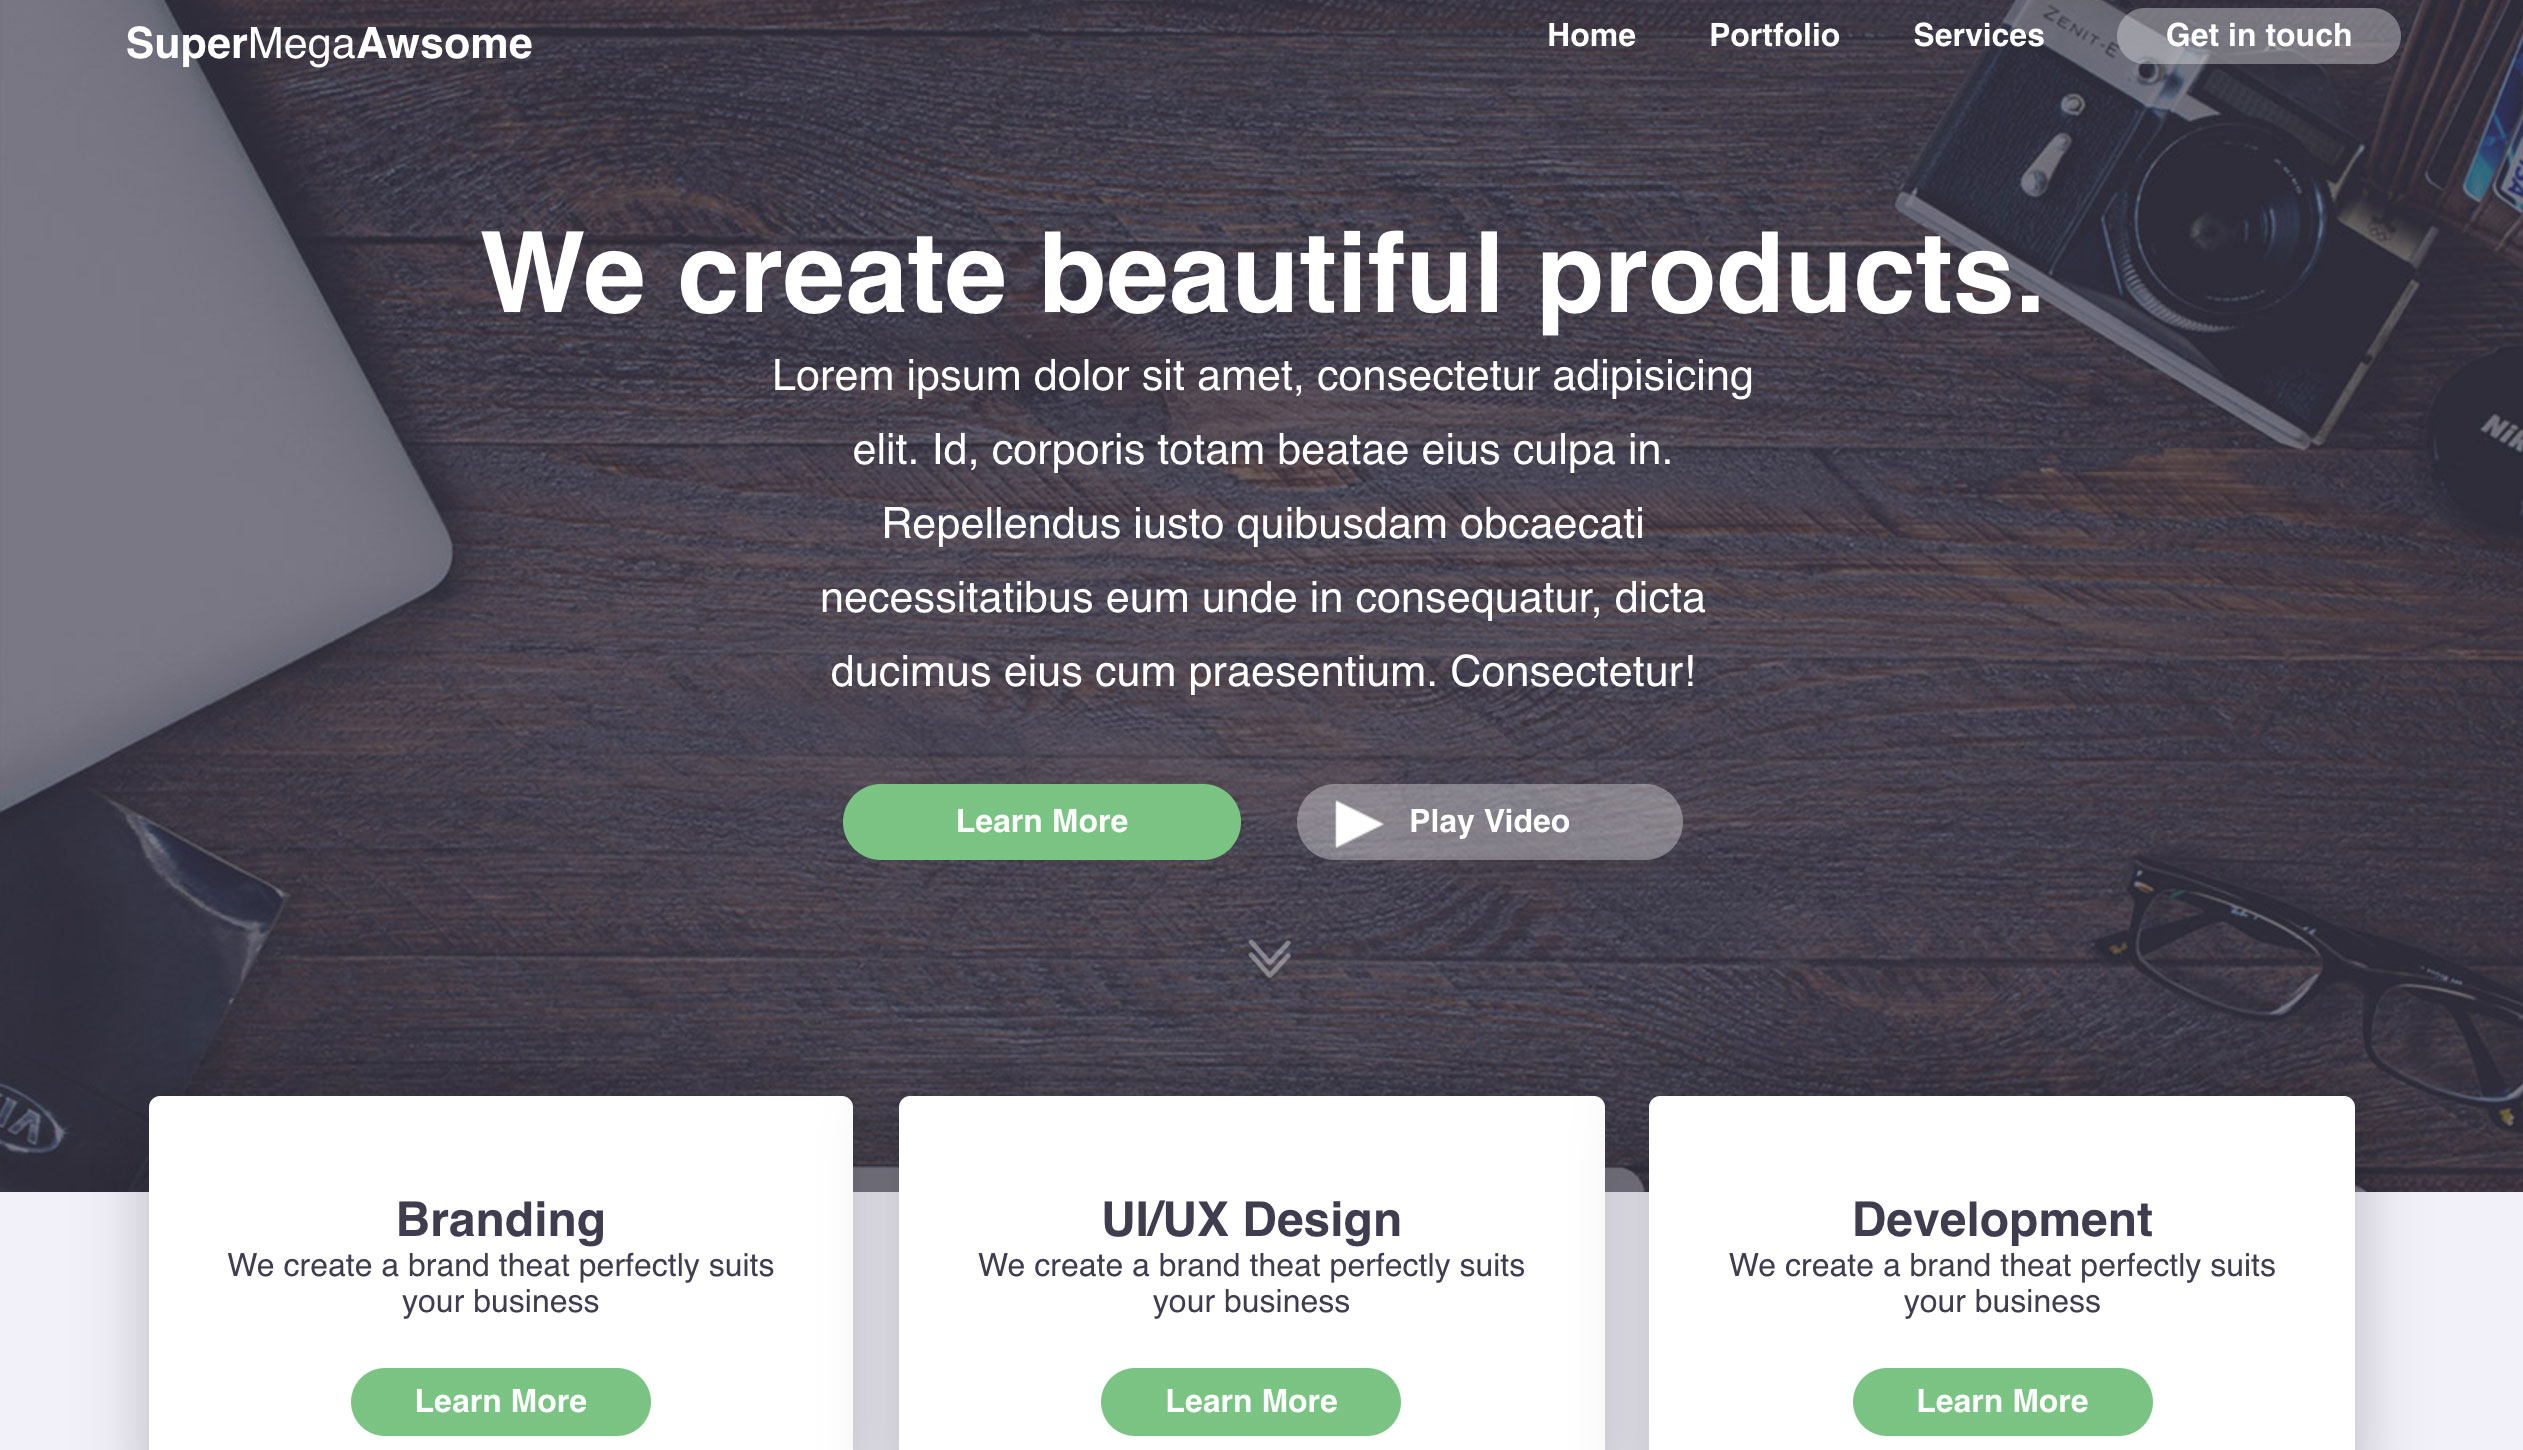 SuperMegaAwsome
Home Portfolio Services Get in touch
ZENIT-E
We create beautiful products.
Lorem ipsum dolor sit amet, consectetur adipisicing
elit. Id, corporis totam beatae eius culpa in.
Repellendus iusto quibusdam obcaecati
necessitatibus eum unde in consequatur, dicta
ducimus eius cum praesentium. Consectetur!
Learn More Play Video
Branding
We create a brand theat perfectly suits
your business
Learn More
UI/UX Design
We create a brand theat perfectly suits
your business
Learn More
Development
We create a brand theat perfectly suits
your business
Learn More